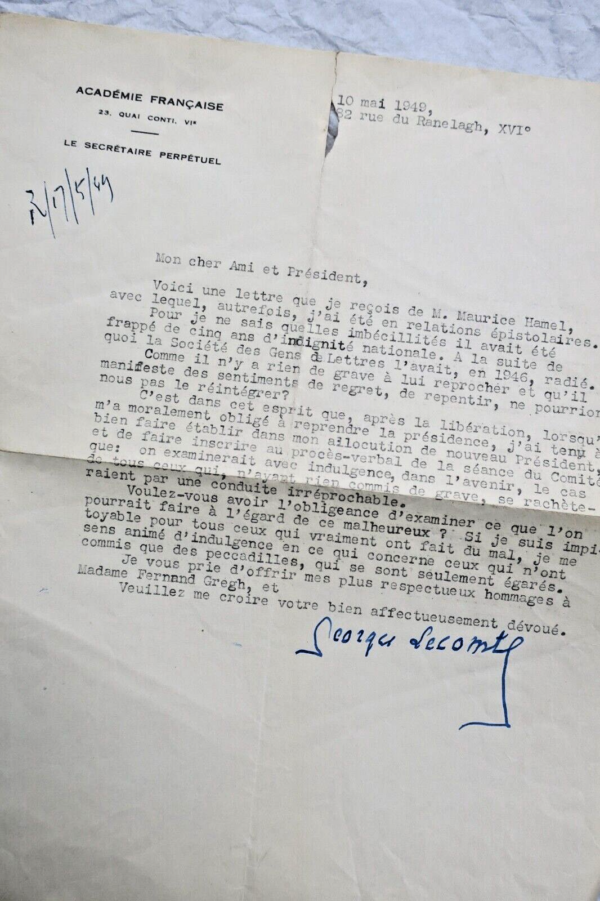 ACADÉMIE FRANÇAISE
23, QUAI CONTI, VIe
LE SECRÉTAIRE PERPÉTUEL
10 mai 1949,
82 rue du Ranelagh, XVI°
17/5/49
Mon cher Ami et Président,
Voici une lettre que je reçois de M. Maurice Hamel,
avec lequel, autrefois, j'ai été en relations épistolaires.
Pour je ne sais quelles imbécillités il avait été
frappé de cinq ans d'indignité nationale. A la suite de
quoi la Société des Gens de Lettres l'avait, en 1946, radié.
Comme il n'y a rien de grave à lui reprocher et qu'il
manifeste des sentiments de regret, de repentir, ne pourrion
nous pas le réintégrer?
C'est dans cet esprit que, après la libération, lorsqu'
m'a moralement obligé à reprendre la présidence, j'ai tenu à
bien faire établir dans mon allocution de nouveau Président,
et de faire inscrire au procès-verbal de la séance du Comité
que: on examinerait avec indulgence, dans l'avenir, le cas
de tous ceux qui, n'ayant rien commis de grave, se rachète-
raient par une conduite irréprochable.
Voulez-vous avoir l'obligeance d'examiner ce que l'on
pourrait faire à l'égard de ce malheureux ? Si je suis impi-
toyable pour tous ceux qui vraiment ont fait du mal, je me
sens animé d'indulgence en ce qui concerne ceux qui n'ont
commis que des peccadilles, qui se sont seulement égarés.
Je vous prie d'offrir mes plus respectueux hommages à
Madame Fernand Gregh, et
Veuillez me croire votre bien affectueusement dévoué.
Georges Lecomte